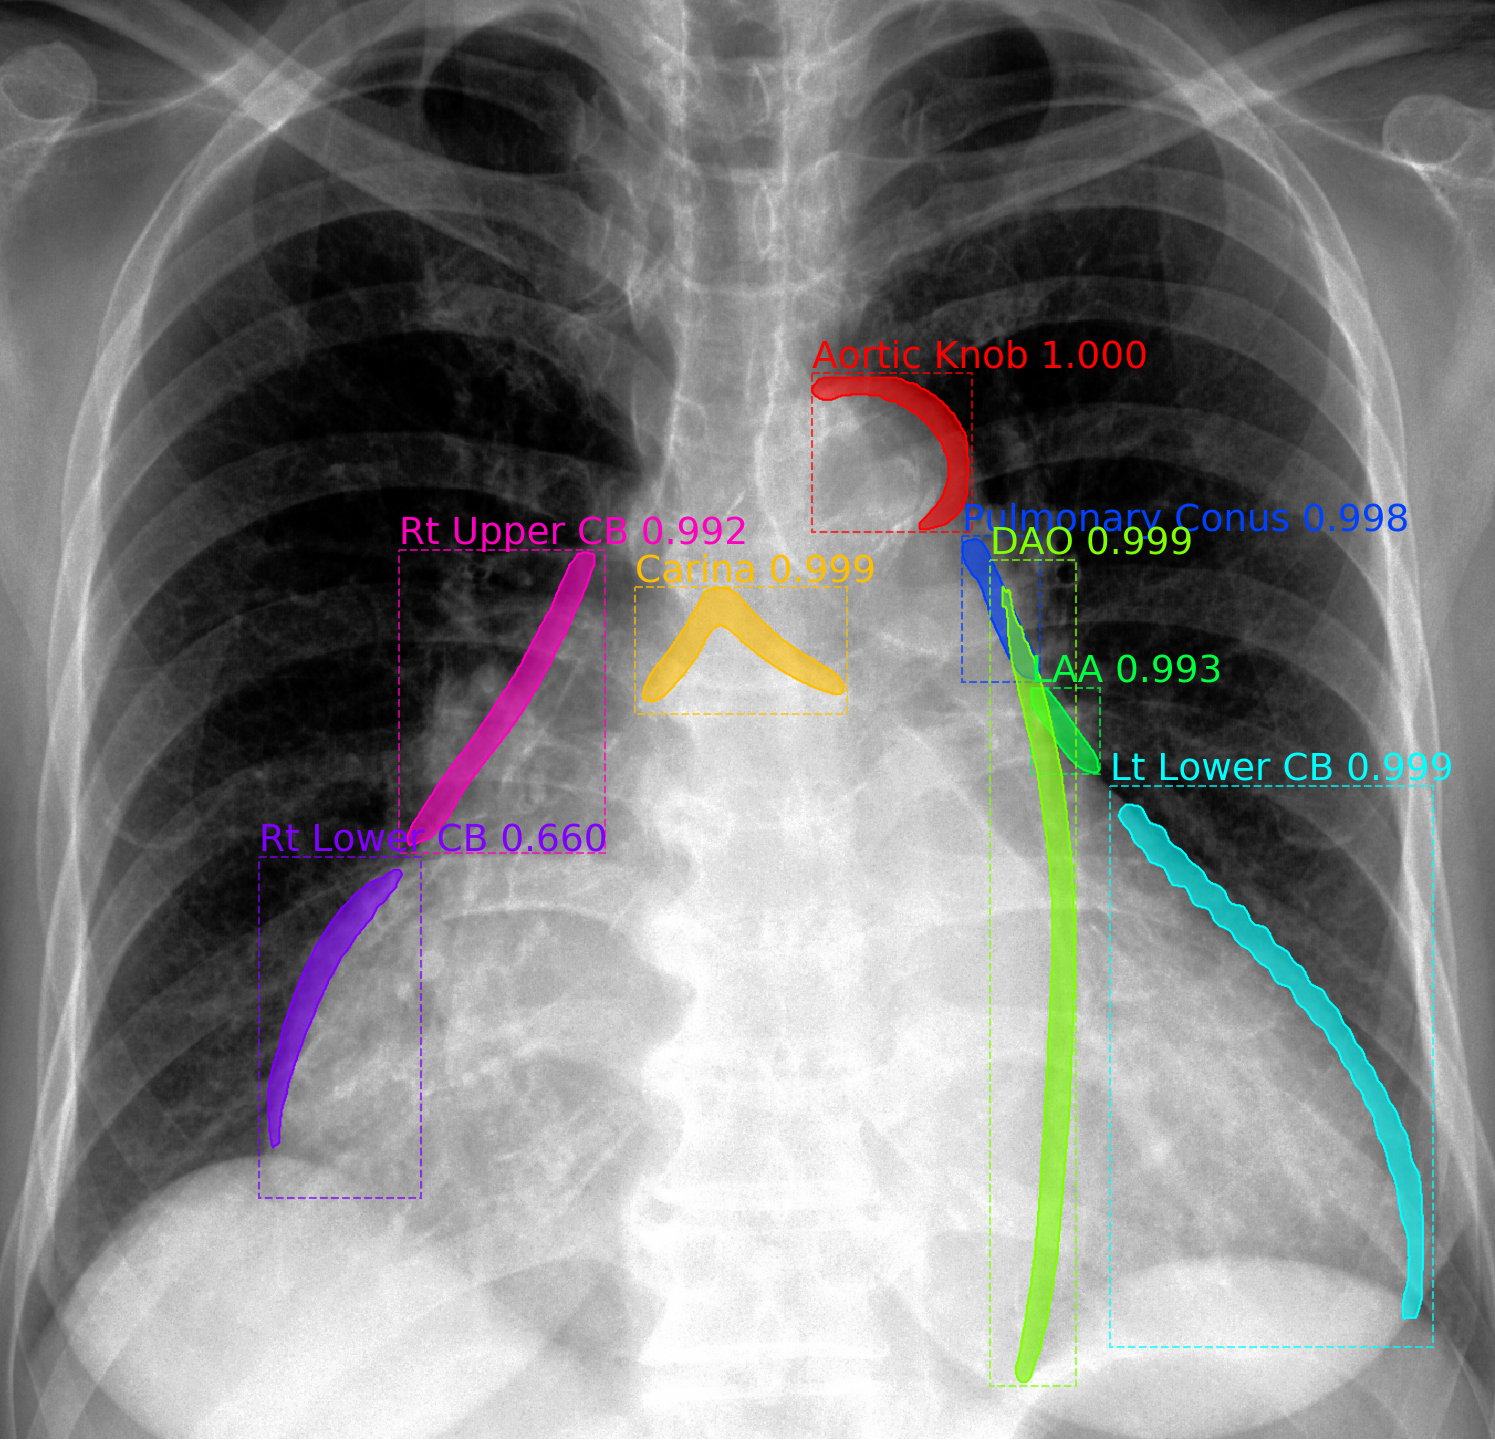 Aortic Knob 1.000
Pulmonary Conus 0.998
Rt Upper CB 0.992
DAO 0.999
Carina 0.999
LAA 0.993
Lt Lower CB 0.999
Rt Lower CB 0.660